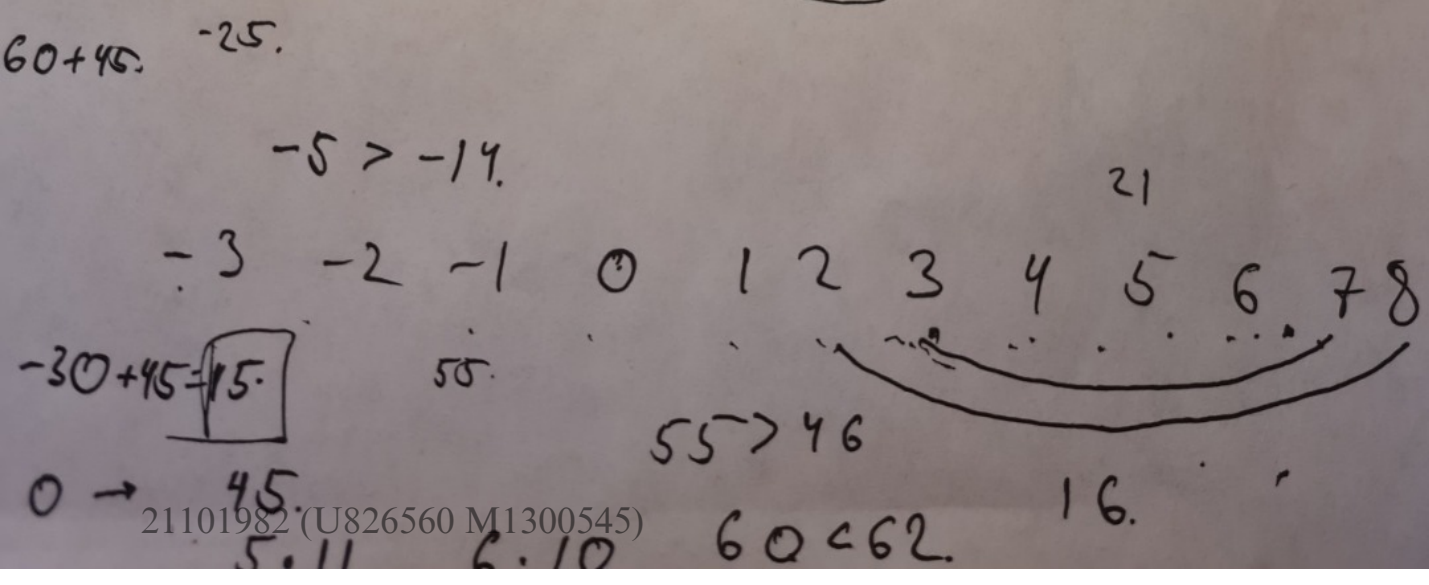 60+45. -25.
-5 > -14.
21
-3 -2 -1 0 1 2 3 4 5 6 7 8
-30+45=15. 55.
55>46
0 → 45. 16.
21101982 (U826560 M1300545)
5.11 6.10 60<62.